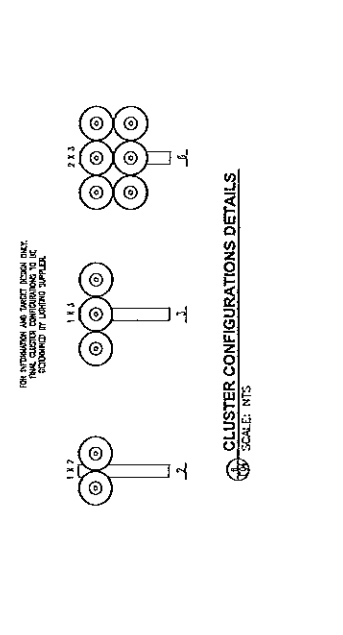 FOR INFORMATION AND TARGET DESIGN ONLY.
FINAL CLUSTER CONFIGURATIONS TO BE
DETERMINED BY LIGHTING SUPPLIER.
1 X 2
1 X 3
2 X 3
2
3
6
CLUSTER CONFIGURATIONS DETAILS
SCALE: NTS